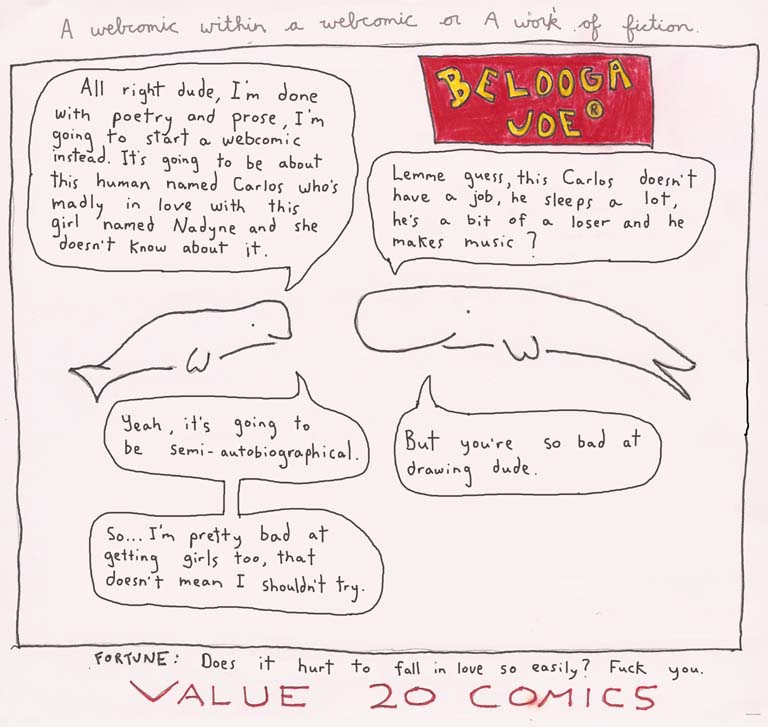 A webcomic within a webcomic or A work of fiction.
BELOOGA
JOE®
All right dude, I'm done
with poetry and prose, I'm
going to start a webcomic
instead. It's going to be about
this human named Carlos who's
madly in love with this
girl named Nadyne and she
doesn't know about it.
Lemme guess, this Carlos doesn't
have a job, he sleeps a lot,
he's a bit of a loser and he
makes music?
Yeah, it's going to
be semi-autobiographical.
But you're so bad at
drawing dude.
So... I'm pretty bad at
getting girls too, that
doesn't mean I shouldn't try.
FORTUNE: Does it hurt to fall in love so easily? Fuck you.
VALUE 20 COMICS